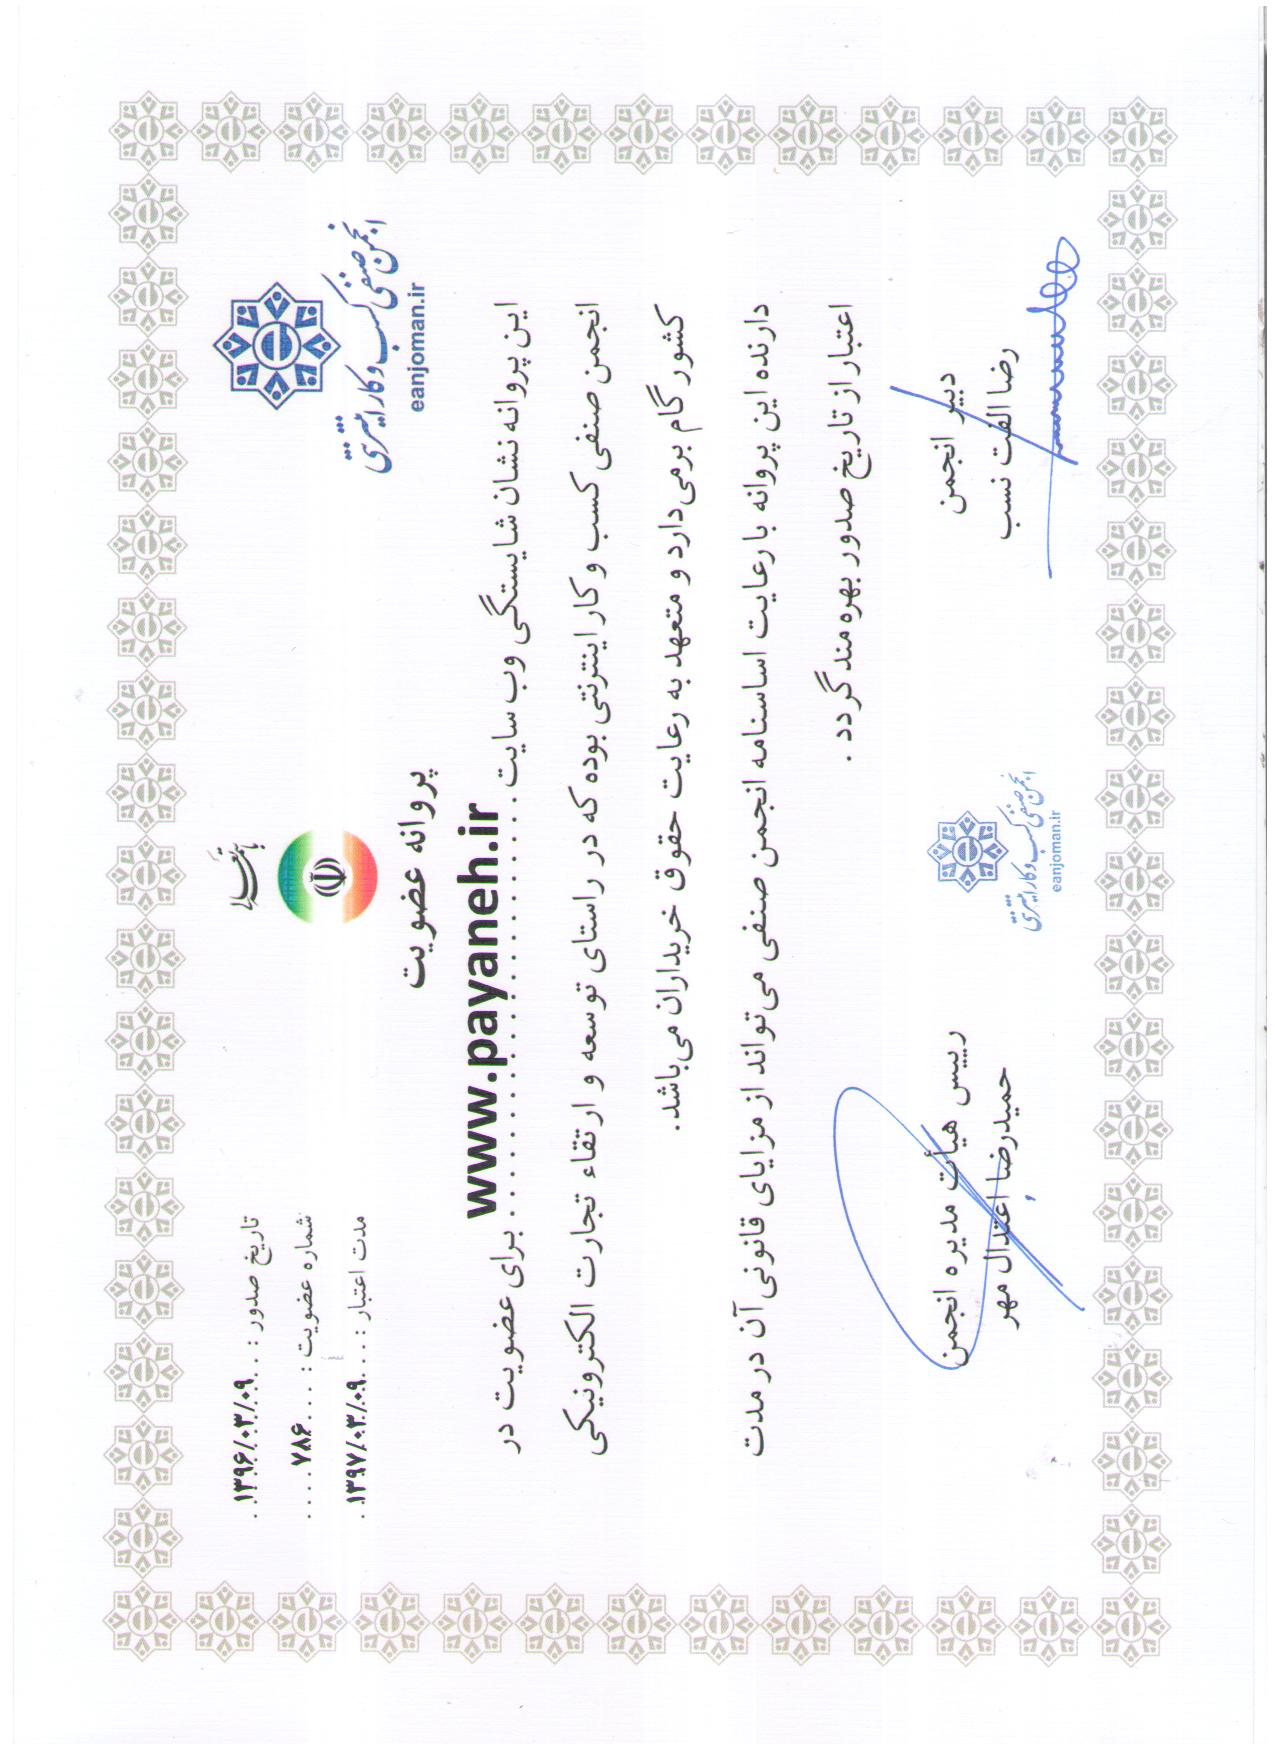 باسمه تعالی
انجمن صنفی کسب و کار اینترنتی
eanjoman.ir
تاریخ صدور : ۱۳۹۶/۰۳/۰۹
شماره عضویت : ۷۸۶
مدت اعتبار : ۱۳۹۷/۰۳/۰۹
پروانه عضویت
این پروانه نشان شایستگی وب سایت www.payaneh.ir برای عضویت در
انجمن صنفی کسب و کار اینترنتی بوده که در راستای توسعه و ارتقاء تجارت الکترونیکی
کشور گام برمی‌دارد و متعهد به رعایت حقوق خریداران می‌باشد.
دارنده این پروانه با رعایت اساسنامه انجمن صنفی می‌تواند از مزایای قانونی آن در مدت
اعتبار از تاریخ صدور بهره مند گردد .
دبیر انجمن
رضا الفت نسب
انجمن صنفی کسب و کار اینترنتی
eanjoman.ir
رییس هیأت مدیره انجمن
حمیدرضا اعتدال مهر